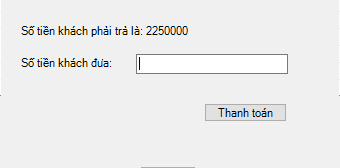 Số tiền khách phải trả là: 2250000
Số tiền khách đưa:
Thanh toán